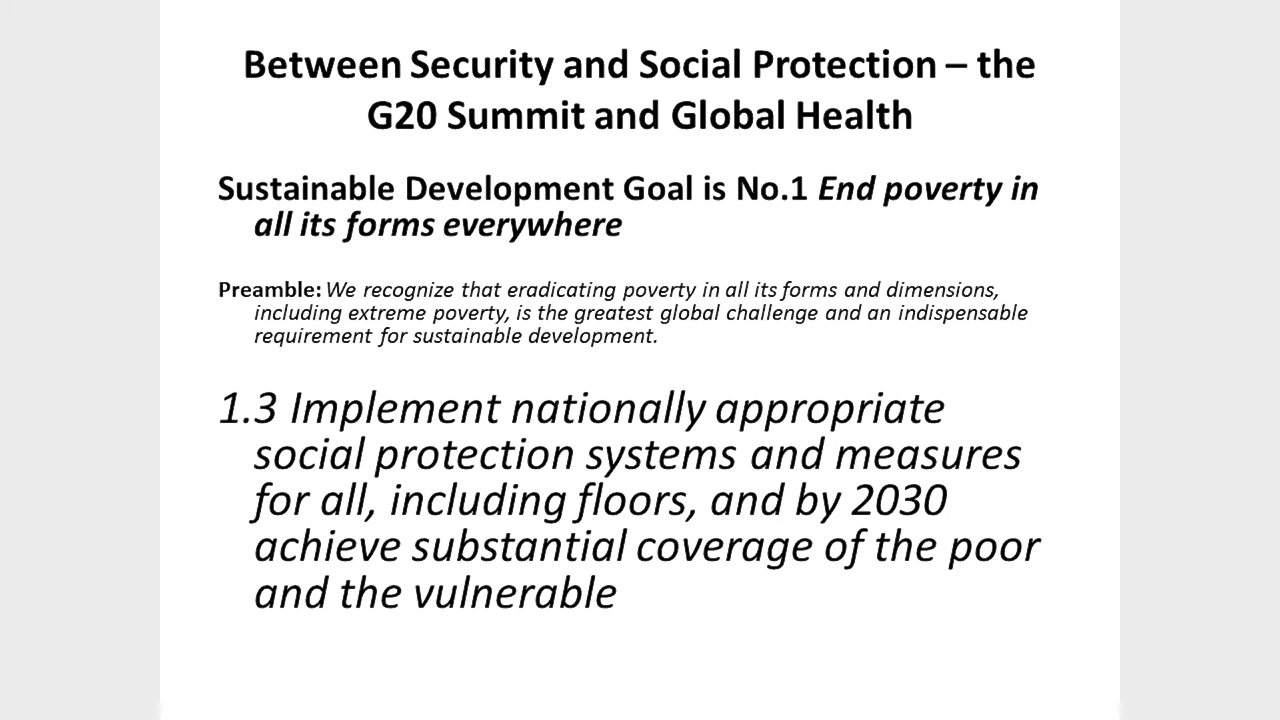 Between Security and Social Protection – the
G20 Summit and Global Health
Sustainable Development Goal is No.1 End poverty in
all its forms everywhere
Preamble: We recognize that eradicating poverty in all its forms and dimensions,
including extreme poverty, is the greatest global challenge and an indispensable
requirement for sustainable development.
1.3 Implement nationally appropriate
social protection systems and measures
for all, including floors, and by 2030
achieve substantial coverage of the poor
and the vulnerable